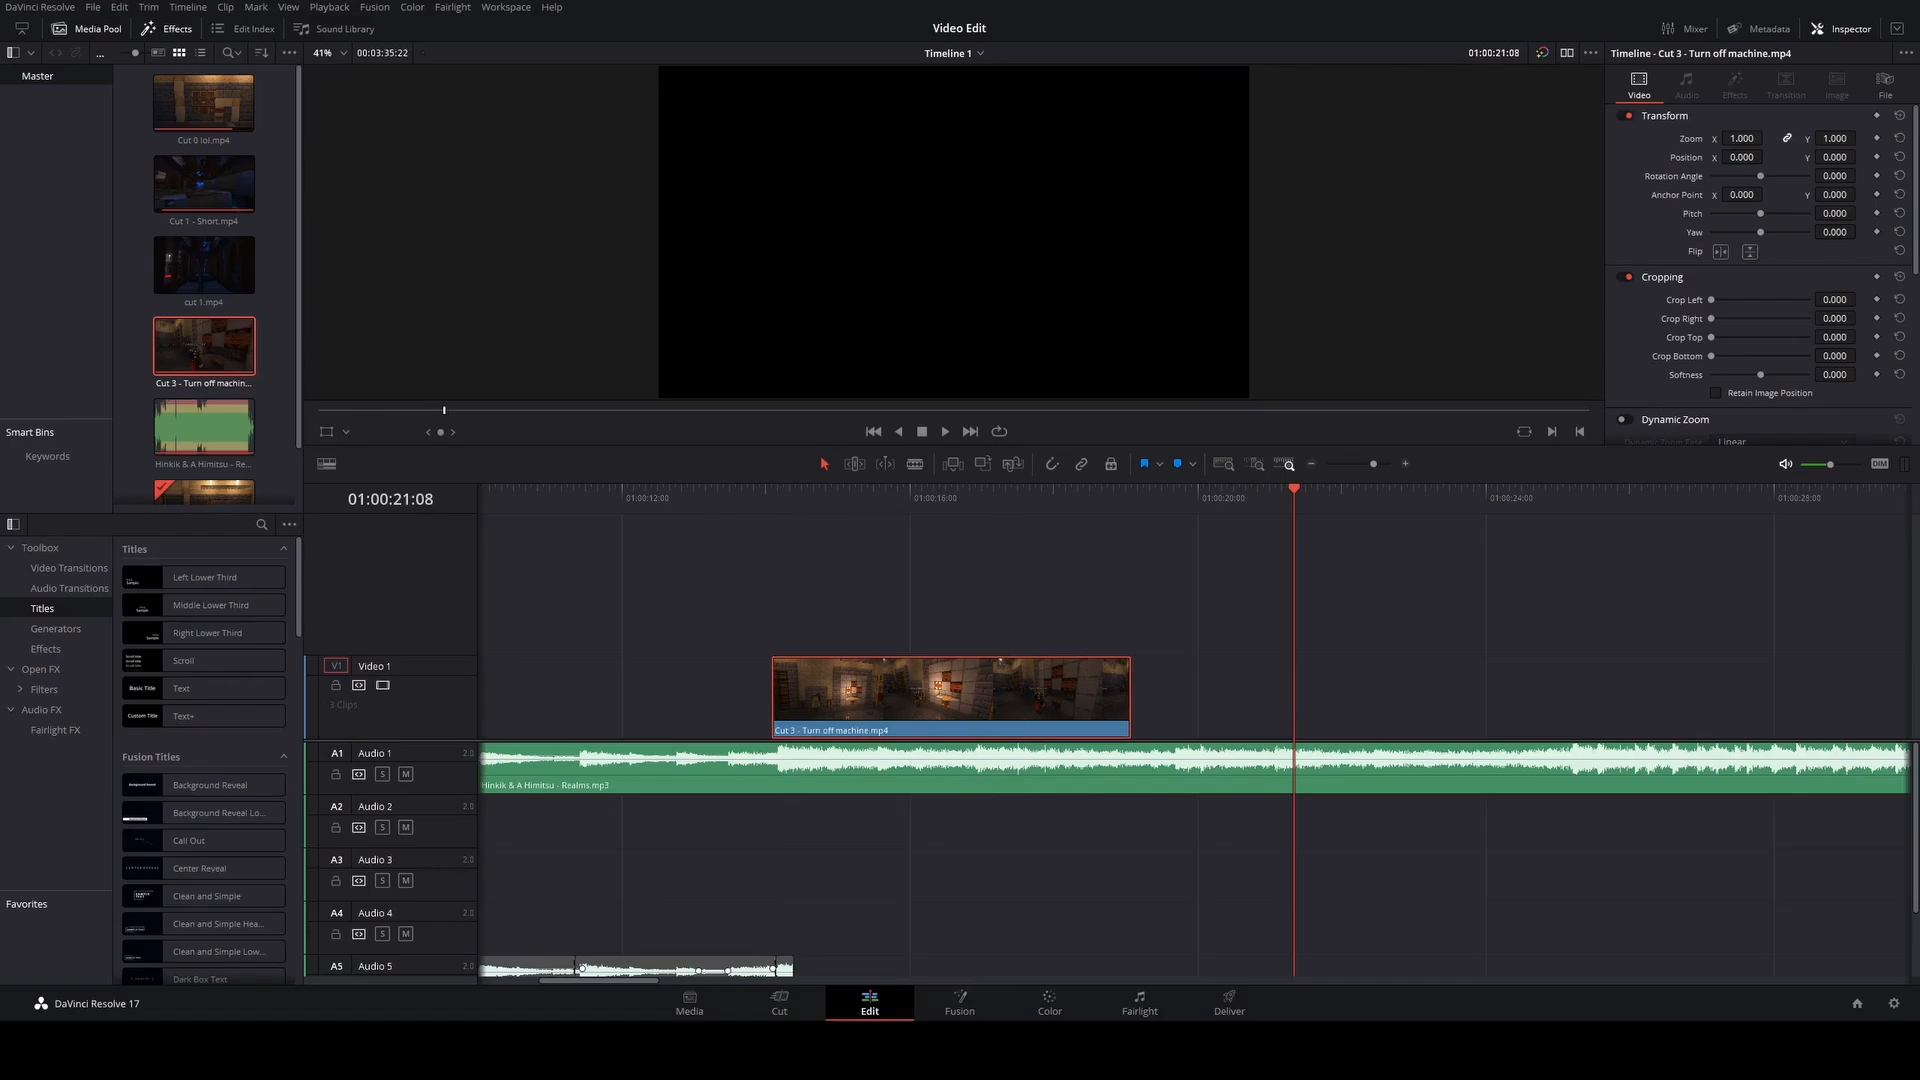 DaVinci Resolve File Edit Trim Timeline Clip Mark View Playback Fusion Color Fairlight Workspace Help
Media Pool Effects Edit Index Sound Library Video Edit Mixer Metadata Inspector
... 41% 00:03:35:22 Timeline 1 01:00:21:08 Timeline - Cut 3 - Turn off machine.mp4
Master
Cut 0 lol.mp4
Cut 1 - Short.mp4
cut 1.mp4
Cut 3 - Turn off machin...
Hinkik & A Himitsu - Re...
Smart Bins
Keywords
Video Audio Effects Transition Image File
Transform
Zoom X 1.000 Y 1.000
Position X 0.000 Y 0.000
Rotation Angle 0.000
Anchor Point X 0.000 Y 0.000
Pitch 0.000
Yaw 0.000
Flip
Cropping
Crop Left 0.000
Crop Right 0.000
Crop Top 0.000
Crop Bottom 0.000
Softness 0.000
Retain Image Position
Dynamic Zoom
Dynamic Zoom Ease Linear
DIM
01:00:21:08
01:00:12:00 01:00:16:00 01:00:20:00 01:00:24:00 01:00:28:00
Toolbox
Video Transitions
Audio Transitions
Titles
Generators
Effects
Open FX
Filters
Audio FX
Fairlight FX
Favorites
Titles
Left Lower Third
Middle Lower Third
Right Lower Third
Scroll
Basic Title Text
Custom Title Text+
Fusion Titles
Background Reveal
Background Reveal Lo...
Call Out
Center Reveal
Clean and Simple
Clean and Simple Hea...
Clean and Simple Low...
Dark Box Text
V1 Video 1
3 Clips
Cut 3 - Turn off machine.mp4
A1 Audio 1 2.0
S M
Hinkik & A Himitsu - Realms.mp3
A2 Audio 2 2.0
S M
A3 Audio 3 2.0
S M
A4 Audio 4 2.0
S M
A5 Audio 5 2.0
DaVinci Resolve 17
Media Cut Edit Fusion Color Fairlight Deliver